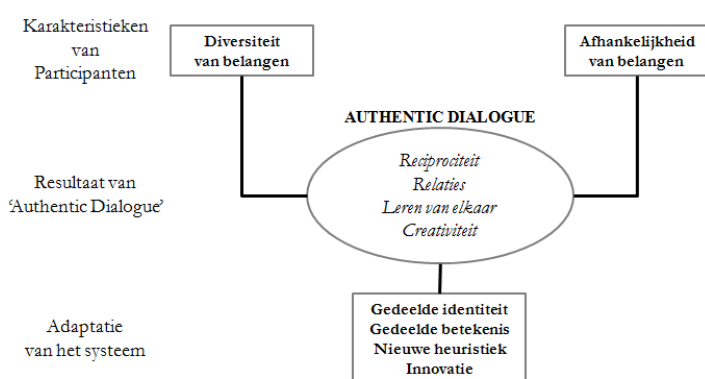 Karakteristieken
van
Participanten
Diversiteit
van belangen
Afhankelijkheid
van belangen
AUTHENTIC DIALOGUE
Reciprociteit
Relaties
Leren van elkaar
Creativiteit
Resultaat van
‘Authentic Dialogue’
Adaptatie
van het systeem
Gedeelde identiteit
Gedeelde betekenis
Nieuwe heuristiek
Innovatie